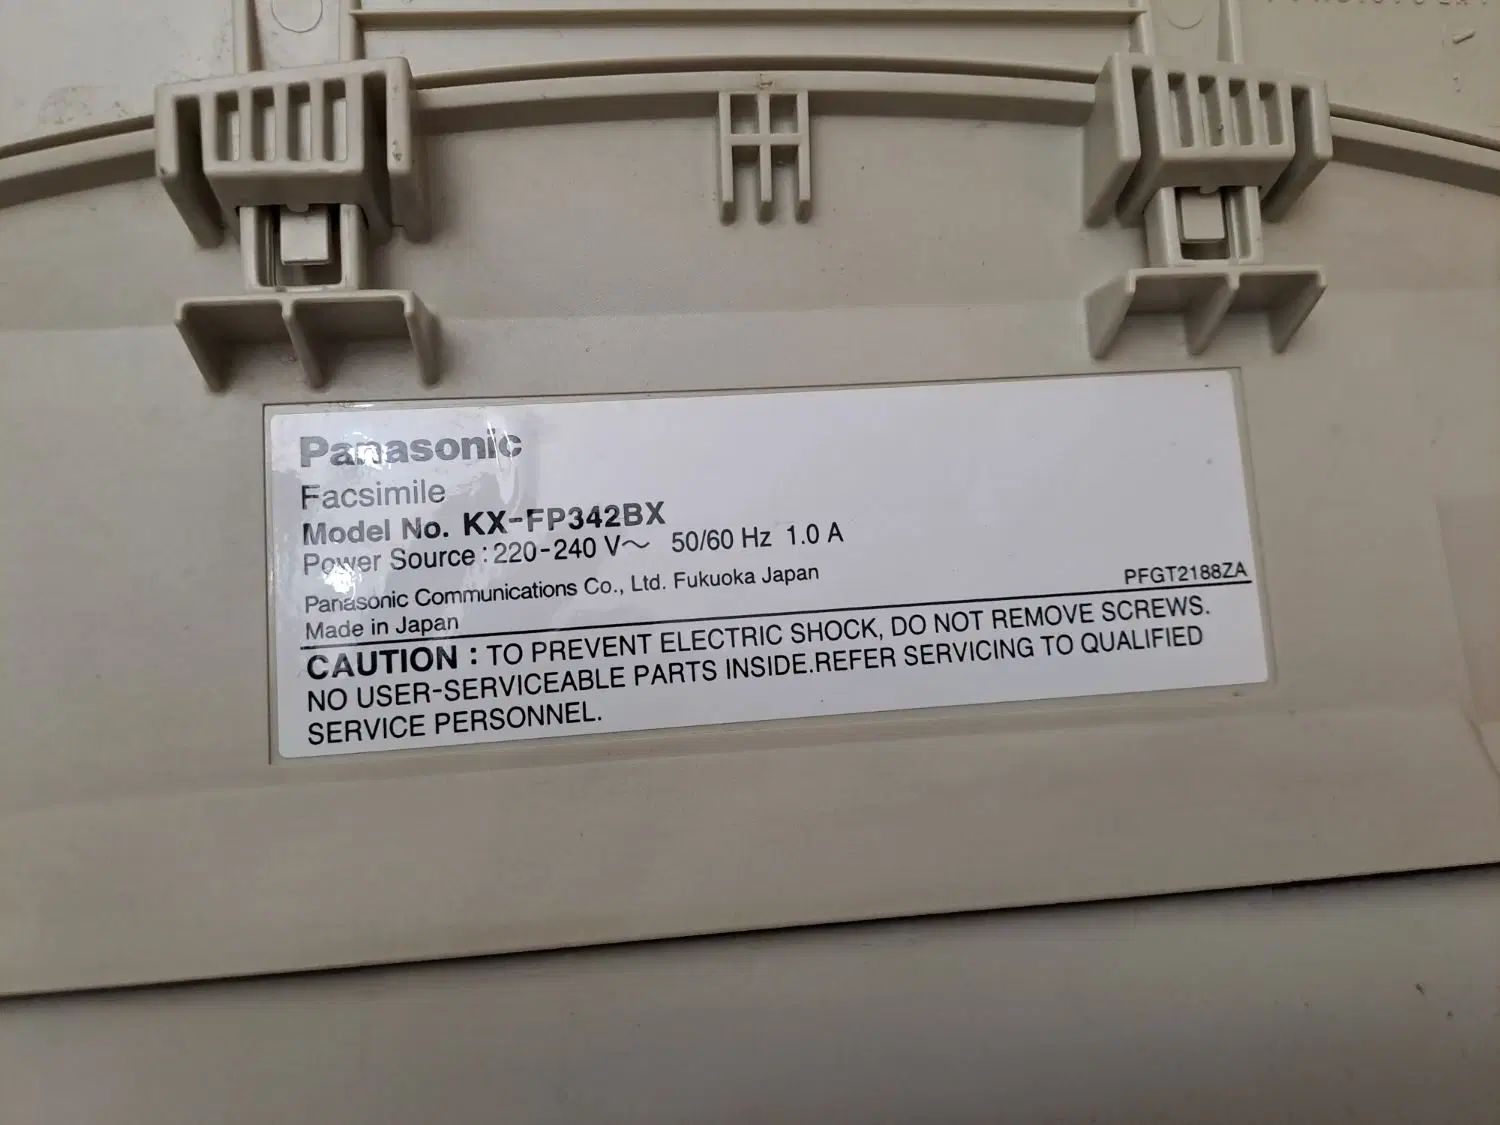 Panasonic
Facsimile
Model No. KX-FP342BX
Power Source : 220-240 V~ 50/60 Hz 1.0 A
Panasonic Communications Co., Ltd. Fukuoka Japan
Made in Japan
PFGT2188ZA
CAUTION : TO PREVENT ELECTRIC SHOCK, DO NOT REMOVE SCREWS.
NO USER-SERVICEABLE PARTS INSIDE.REFER SERVICING TO QUALIFIED
SERVICE PERSONNEL.